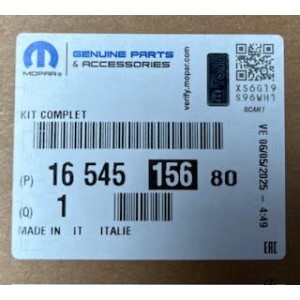 MOPAR®
GENUINE PARTS
& ACCESSORIES
verify.mopar.com
XS6G19
S96WH1
SCAN!
KIT COMPLET
(P) 16 545 156 80
(Q) 1
MADE IN IT ITALIE
VE 06/05/2025 - 4:49
EAC